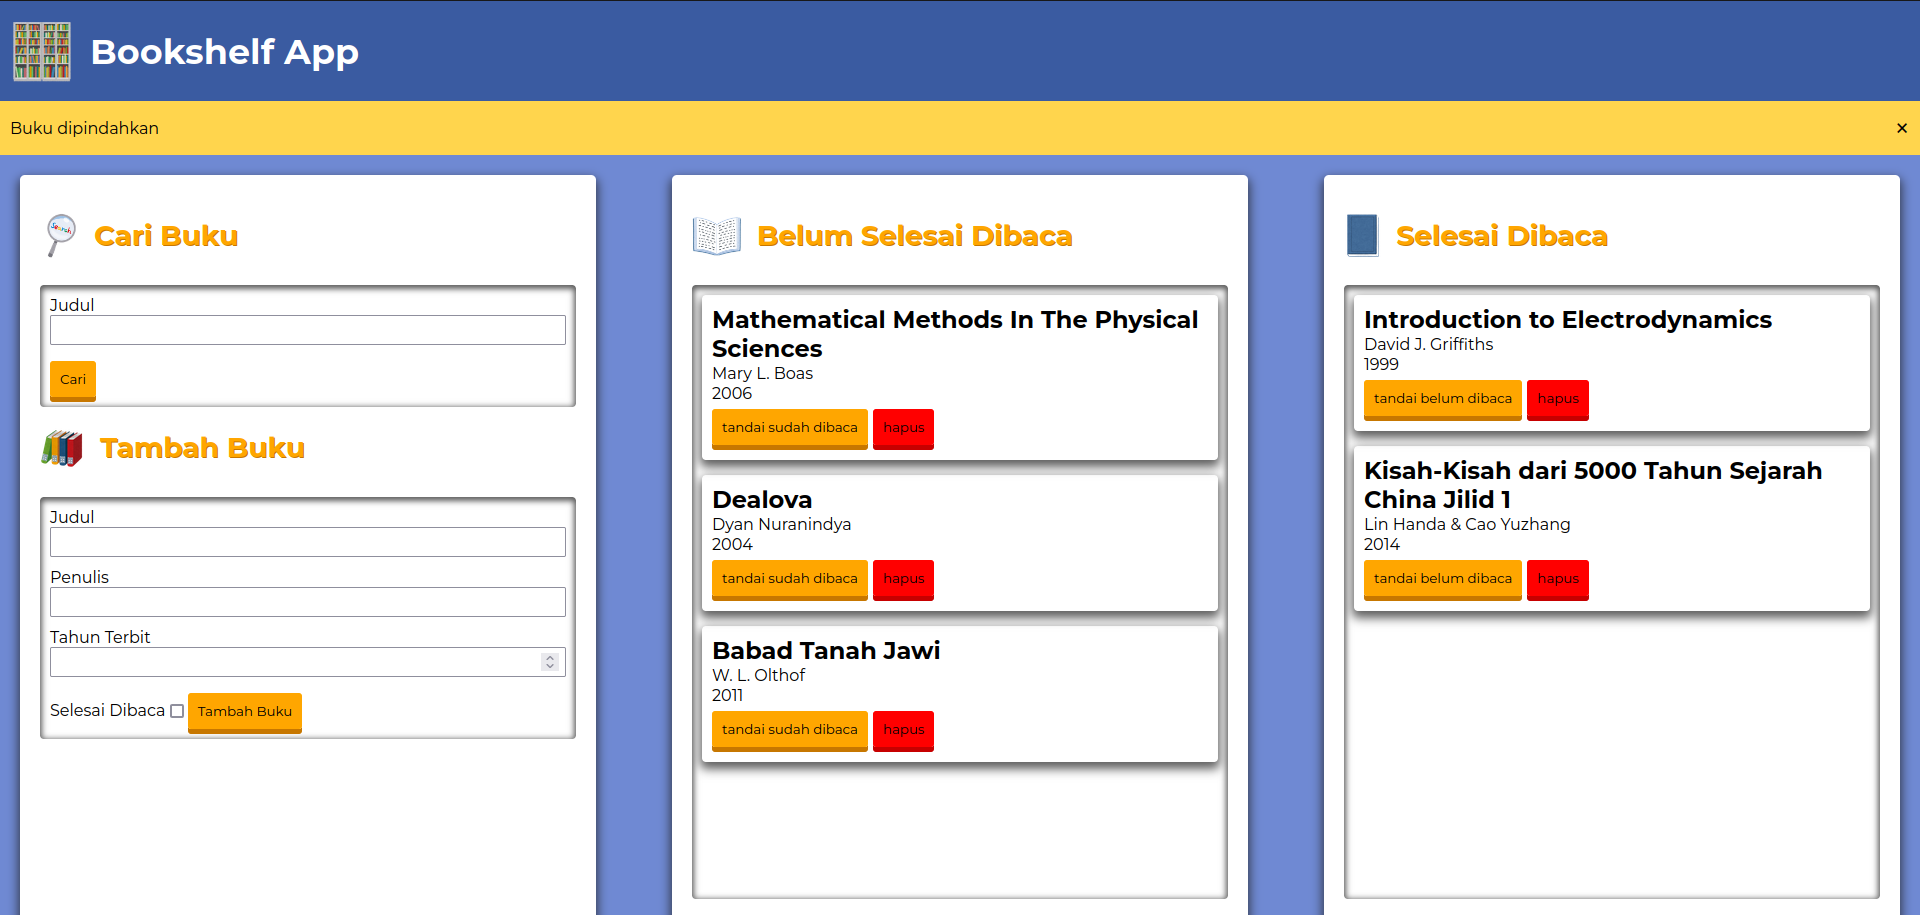 Bookshelf App
Buku dipindahkan
×
Cari Buku
Judul
Cari
Tambah Buku
Judul
Penulis
Tahun Terbit
Selesai Dibaca
Tambah Buku
Belum Selesai Dibaca
Mathematical Methods In The Physical
Sciences
Mary L. Boas
2006
tandai sudah dibaca hapus
Dealova
Dyan Nuranindya
2004
tandai sudah dibaca hapus
Babad Tanah Jawi
W. L. Olthof
2011
tandai sudah dibaca hapus
Selesai Dibaca
Introduction to Electrodynamics
David J. Griffiths
1999
tandai belum dibaca hapus
Kisah-Kisah dari 5000 Tahun Sejarah
China Jilid 1
Lin Handa & Cao Yuzhang
2014
tandai belum dibaca hapus